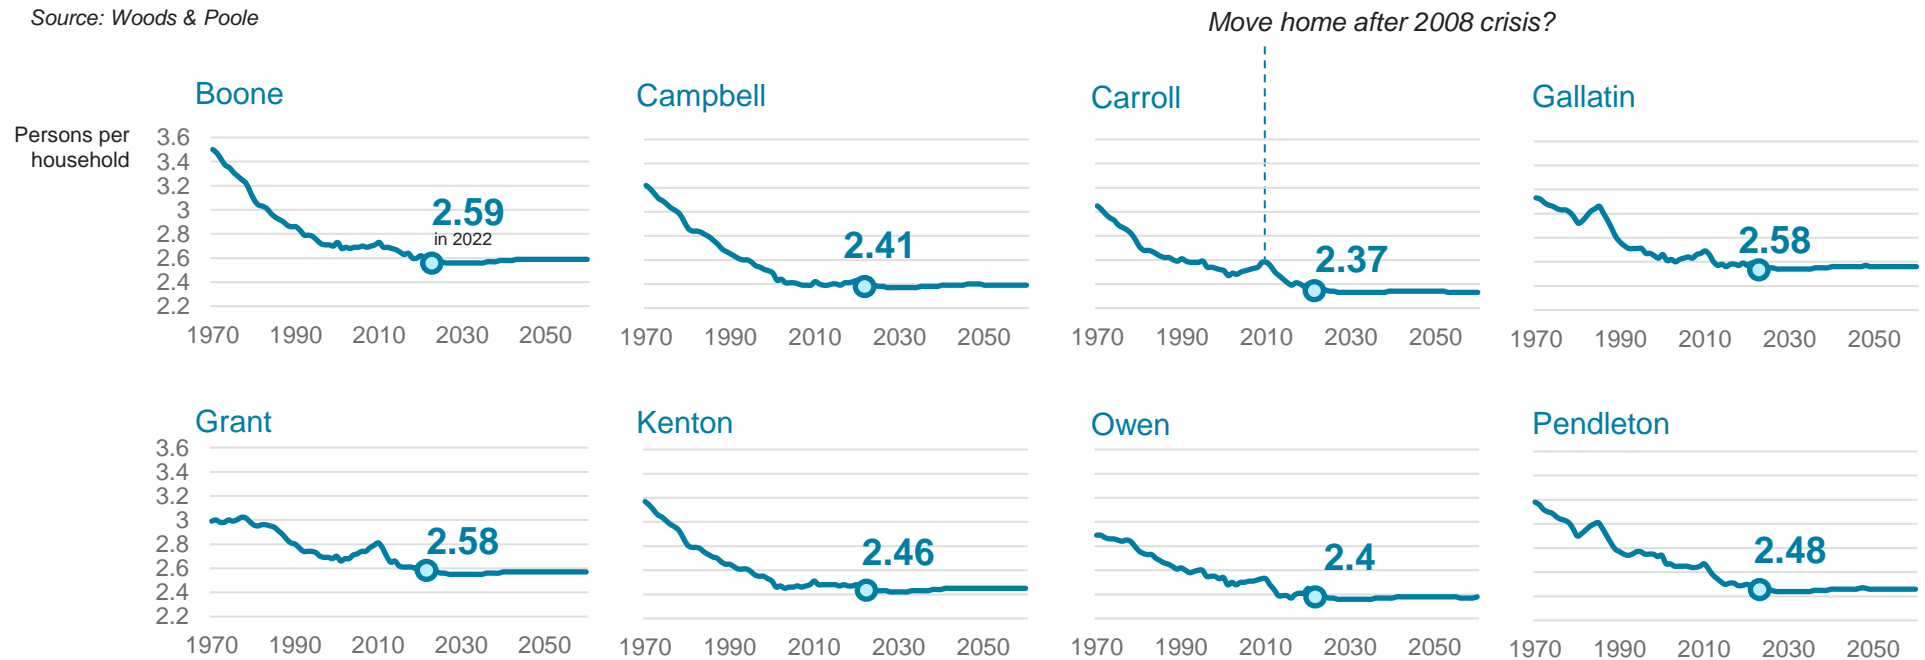 Source: Woods & Poole
Move home after 2008 crisis?
Boone
Campbell
Carroll
Gallatin
Persons per
household
3.6
3.4
3.2
3
2.8
2.6
2.4
2.2
2.59
in 2022
2.41
2.37
2.58
1970 1990 2010 2030 2050
1970 1990 2010 2030 2050
1970 1990 2010 2030 2050
1970 1990 2010 2030 2050
Grant
Kenton
Owen
Pendleton
3.6
3.4
3.2
3
2.8
2.6
2.4
2.2
2.58
2.46
2.4
2.48
1970 1990 2010 2030 2050
1970 1990 2010 2030 2050
1970 1990 2010 2030 2050
1970 1990 2010 2030 2050